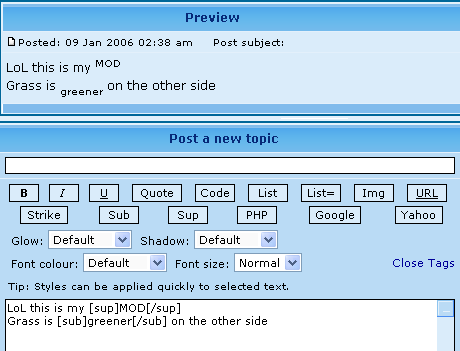 Preview
Posted: 09 Jan 2006 02:38 am Post subject:
LoL this is my MOD
Grass is greener on the other side
Post a new topic
B I U Quote Code List List= Img URL
Strike Sub Sup PHP Google Yahoo
Glow: Default Shadow: Default
Font colour: Default Font size: Normal Close Tags
Tip: Styles can be applied quickly to selected text.
LoL this is my [sup]MOD[/sup]
Grass is [sub]greener[/sub] on the other side